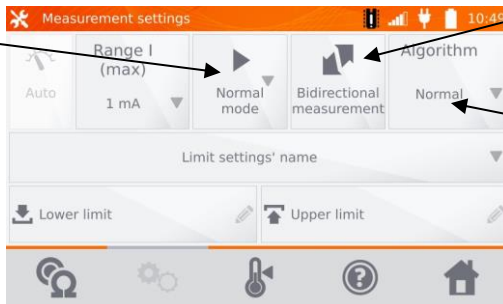 Measurement settings 10:49
Auto
Range I
(max)
1 mA
Normal
mode
Bidirectional
measurement
Algorithm
Normal
Limit settings' name
Lower limit
Upper limit